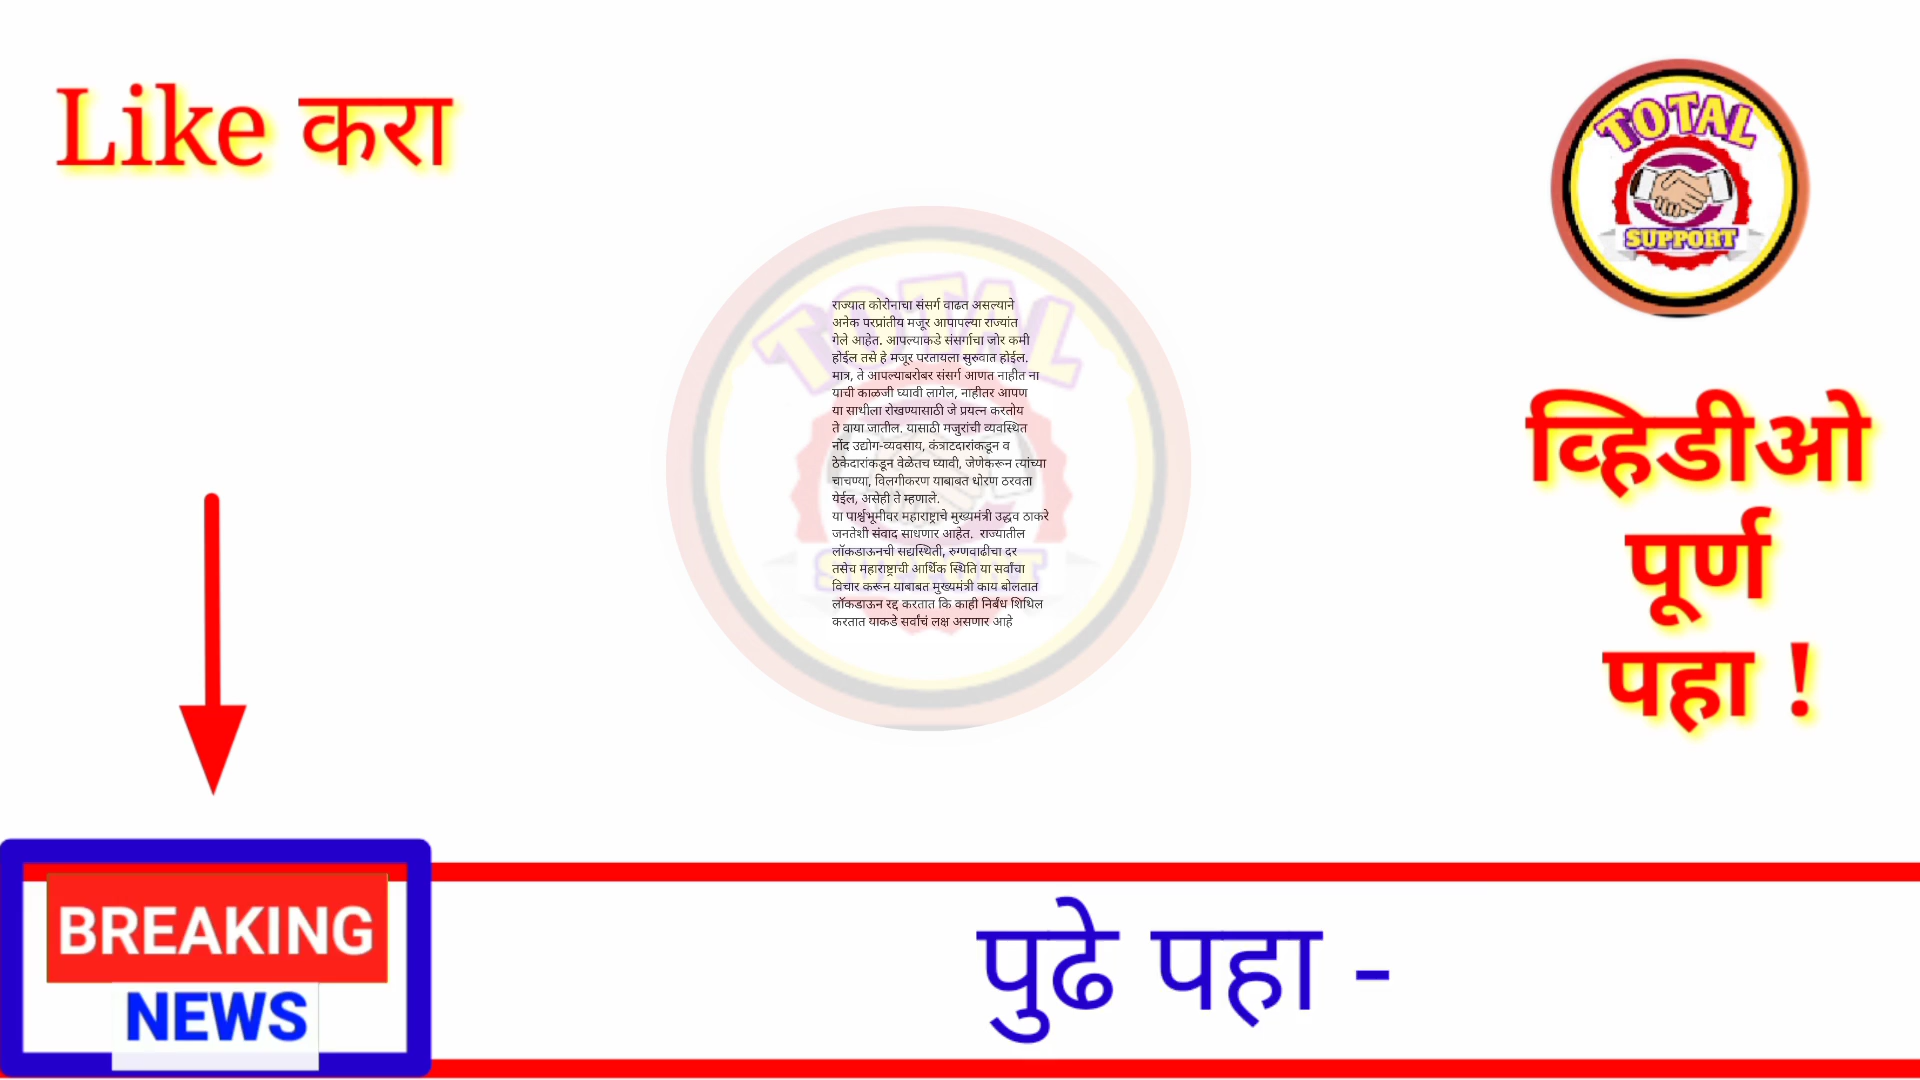 Like करा
TOTAL
SUPPORT
राज्यात कोरोनाचा संसर्ग वाढत असल्याने
अनेक परप्रांतीय मजूर आपापल्या राज्यांत
गेले आहेत. आपल्याकडे संसर्गाचा जोर कमी
होईल तसे हे मजूर परतायला सुरुवात होईल.
मात्र, ते आपल्याबरोबर संसर्ग आणत नाहीत ना
याची काळजी घ्यावी लागेल, नाहीतर आपण
या साथीला रोखण्यासाठी जे प्रयत्न करतोय
ते वाया जातील. यासाठी मजुरांची व्यवस्थित
नोंद उद्योग-व्यवसाय, कंत्राटदारांकडून व
ठेकेदारांकडून वेळेतच घ्यावी, जेणेकरून त्यांच्या
चाचण्या, विलगीकरण याबाबत धोरण ठरवता
येईल, असेही ते म्हणाले.
या पार्श्वभूमीवर महाराष्ट्राचे मुख्यमंत्री उद्धव ठाकरे
जनतेशी संवाद साधणार आहेत. राज्यातील
लॉकडाऊनची सद्यस्थिती, रुग्णवाढीचा दर
तसेच महाराष्ट्राची आर्थिक स्थिति या सर्वांचा
विचार करून याबाबत मुख्यमंत्री काय बोलतात
लॉकडाऊन रद्द करतात कि काही निर्बंध शिथिल
करतात याकडे सर्वांचं लक्ष असणार आहे
TOTAL
SUPPORT
व्हिडीओ
पूर्ण
पहा !
BREAKING
NEWS
पुढे पहा -